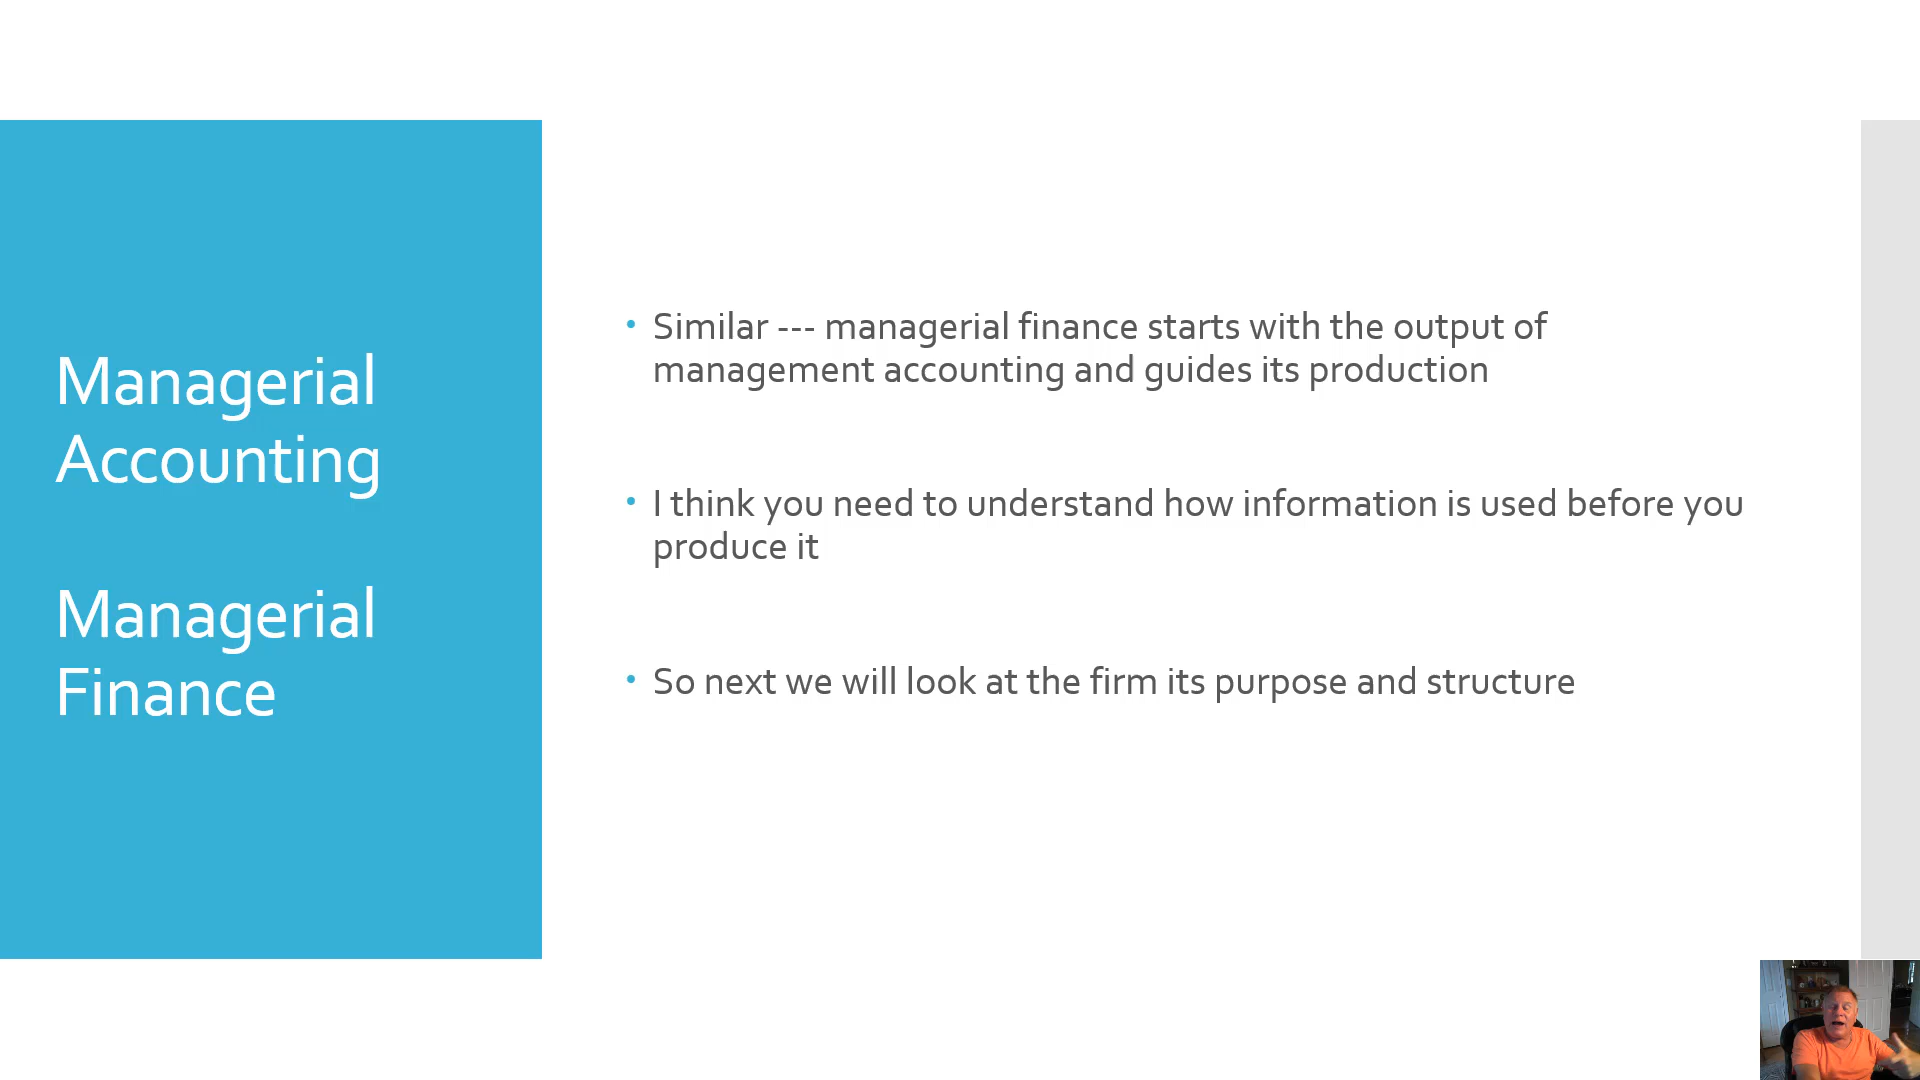 Managerial
Accounting
Managerial
Finance
• Similar --- managerial finance starts with the output of
management accounting and guides its production
• I think you need to understand how information is used before you
produce it
• So next we will look at the firm its purpose and structure